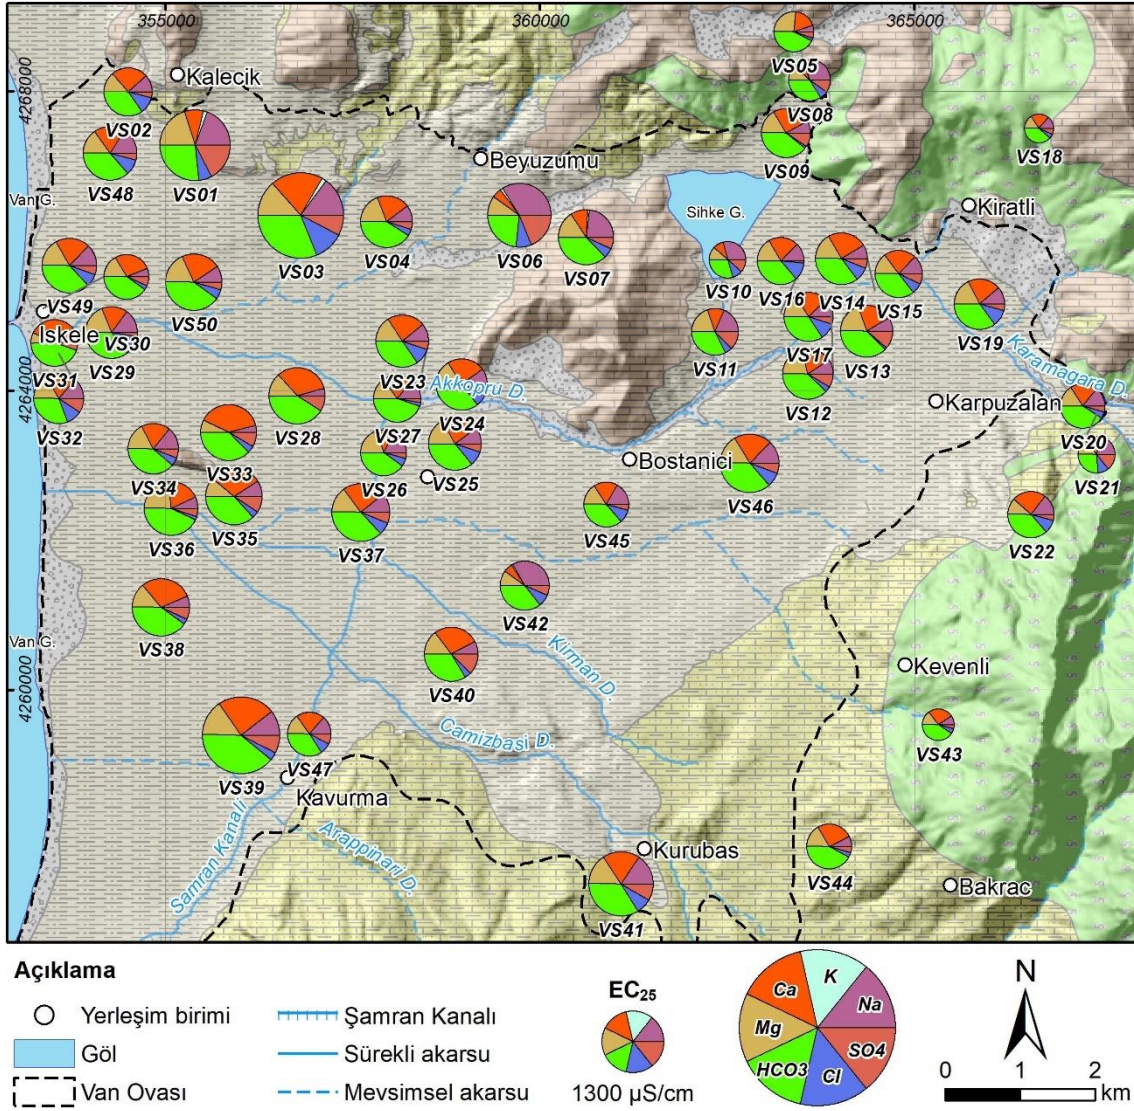 355000
360000
365000
4268000
4264000
4260000
VS05
Kalecik
VS08
VS02
VS18
VS09
Beyuzumu
VS48
VS01
Van G.
Kiratli
Sihke G.
VS03
VS04
VS06
VS07
VS10
VS16
VS14
VS15
VS49
VS50
Iskele
VS30
VS29
VS31
VS11
VS17
VS13
VS19
Karamagara D.
VS23
Akkopru D.
VS24
VS12
VS32
VS28
VS27
Karpuzalan
VS20
VS33
VS34
VS26
VS25
Bostanici
VS46
VS21
VS36
VS35
VS37
VS45
VS22
VS42
Van G.
VS38
Kirman D.
VS40
Kevenli
Camizbasi D.
VS43
VS39
VS47
Kavurma
Samran Kanali
Arappinari D.
Kurubas
VS44
Bakrac
VS41
Açıklama
Yerleşim birimi
Göl
Van Ovası
Şamran Kanalı
Sürekli akarsu
Mevsimsel akarsu
EC25
1300 µS/cm
K
Ca
Na
Mg
SO4
HCO3
Cl
N
0 1 2
km